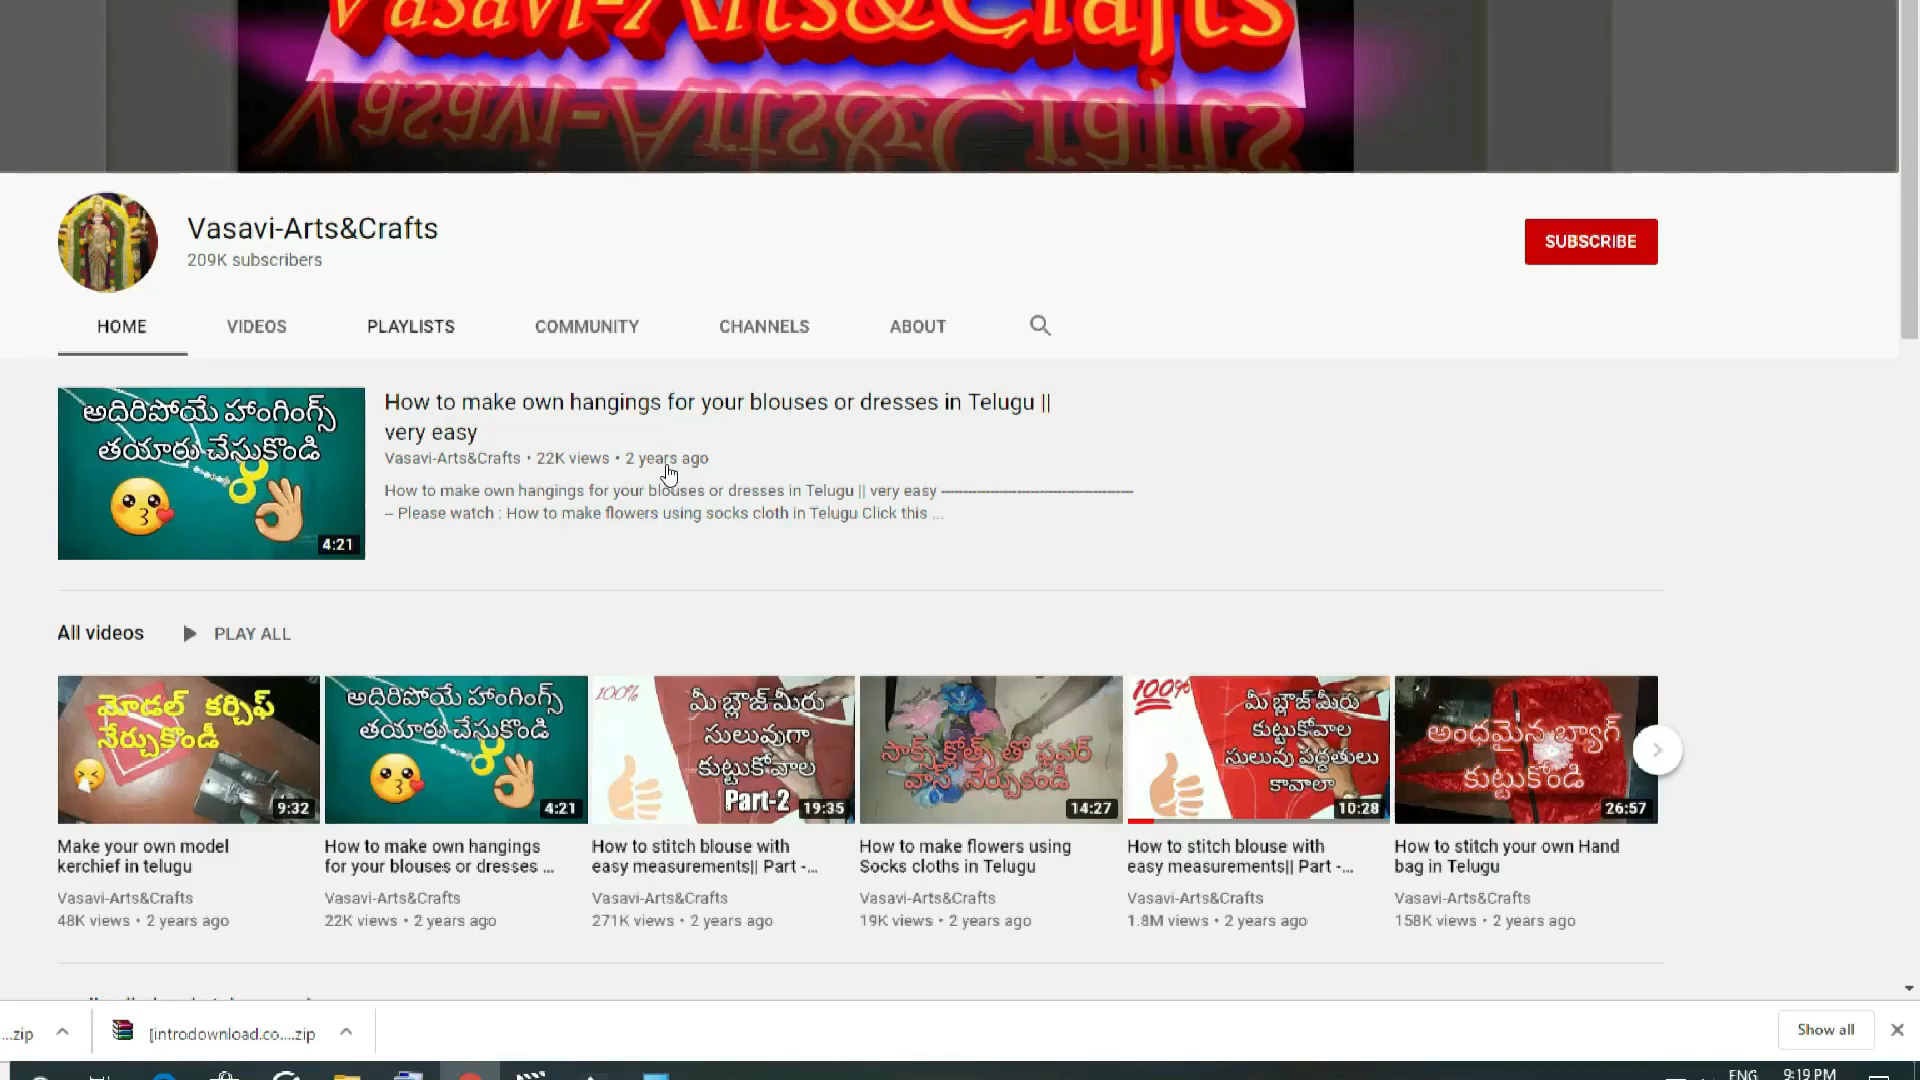 Vasavi-Arts&Crafts
Vasavi-Arts&Crafts
Vasavi-Arts&Crafts
209K subscribers
SUBSCRIBE
HOME
VIDEOS
PLAYLISTS
COMMUNITY
CHANNELS
ABOUT
అదిరిపోయే హాంగింగ్స్
తయారు చేసుకొండి
4:21
How to make own hangings for your blouses or dresses in Telugu ||
very easy
Vasavi-Arts&Crafts • 22K views • 2 years ago
How to make own hangings for your blouses or dresses in Telugu || very easy ----------------------------------------
-- Please watch : How to make flowers using socks cloth in Telugu Click this ...
All videos
PLAY ALL
మోడల్ కర్చిఫ్
నేర్చుకొండి
9:32
Make your own model
kerchief in telugu
Vasavi-Arts&Crafts
48K views • 2 years ago
అదిరిపోయే హాంగింగ్స్
తయారు చేసుకొండి
4:21
How to make own hangings
for your blouses or dresses ...
Vasavi-Arts&Crafts
22K views • 2 years ago
100%
మీ బ్లౌజ్ మీరు
సులువుగా
కుట్టుకోవాల
Part-2
19:35
How to stitch blouse with
easy measurements|| Part -...
Vasavi-Arts&Crafts
271K views • 2 years ago
సాక్స్ క్లోత్స్ తో ఫ్లవర్
వాస్ నేర్చుకండి
14:27
How to make flowers using
Socks cloths in Telugu
Vasavi-Arts&Crafts
19K views • 2 years ago
100%
మీ బ్లౌజ్ మీరు
కుట్టుకోవాల
సులువు పద్ధతులు
కావాలా
10:28
How to stitch blouse with
easy measurements|| Part -...
Vasavi-Arts&Crafts
1.8M views • 2 years ago
అందమైన బ్యాగ్
కుట్టుకోండి
26:57
How to stitch your own Hand
bag in Telugu
Vasavi-Arts&Crafts
158K views • 2 years ago
...zip
[introdownload.co....zip
Show all
ENG
9:19 PM